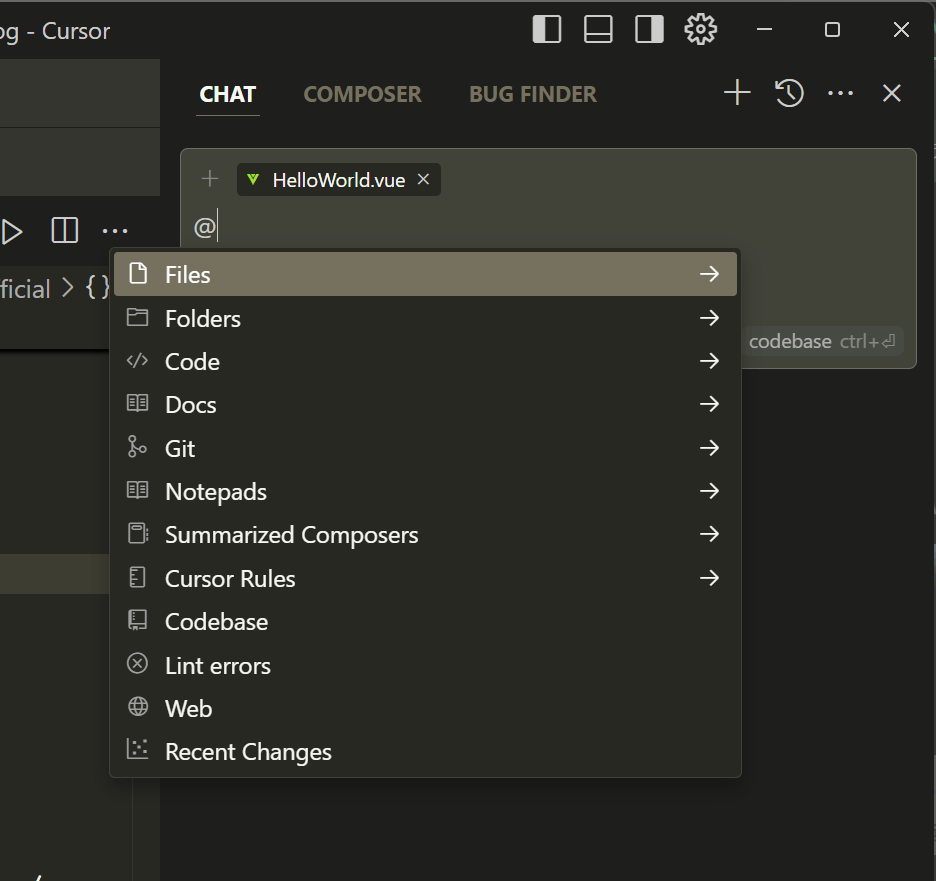 og - Cursor
CHAT COMPOSER BUG FINDER
HelloWorld.vue
@
ficial > {}
Files
Folders
codebase ctrl+⏎
Code
Docs
Git
Notepads
Summarized Composers
Cursor Rules
Codebase
Lint errors
Web
Recent Changes